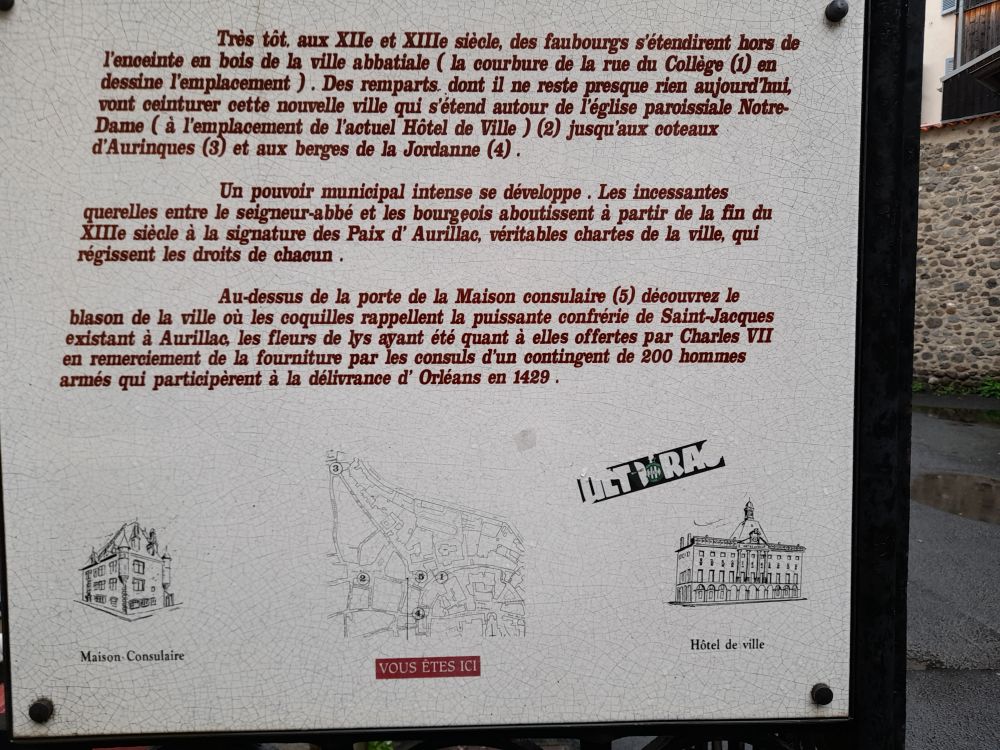 Très tôt, aux XIIe et XIIIe siècle, des faubourgs s'étendirent hors de
l'enceinte en bois de la ville abbatiale ( la courbure de la rue du Collège (1) en
dessine l'emplacement ) . Des remparts dont il ne reste presque rien aujourd'hui,
vont ceinturer cette nouvelle ville qui s'étend autour de l'église paroissiale Notre-
Dame ( à l'emplacement de l'actuel Hôtel de Ville ) (2) jusqu'aux coteaux
d'Aurinques (3) et aux berges de la Jordanne (4) .
Un pouvoir municipal intense se développe . Les incessantes
querelles entre le seigneur-abbé et les bourgeois aboutissent à partir de la fin du
XIIIe siècle à la signature des Paix d' Aurillac, véritables chartes de la ville, qui
régissent les droits de chacun .
Au-dessus de la porte de la Maison consulaire (5) découvrez le
blason de la ville où les coquilles rappellent la puissante confrérie de Saint-Jacques
existant à Aurillac, les fleurs de lys ayant été quant à elles offertes par Charles VII
en remerciement de la fourniture par les consuls d'un contingent de 200 hommes
armés qui participèrent à la délivrance d' Orléans en 1429 .
3
2
5
1
4
Maison Consulaire
VOUS ÊTES ICI
Hôtel de ville